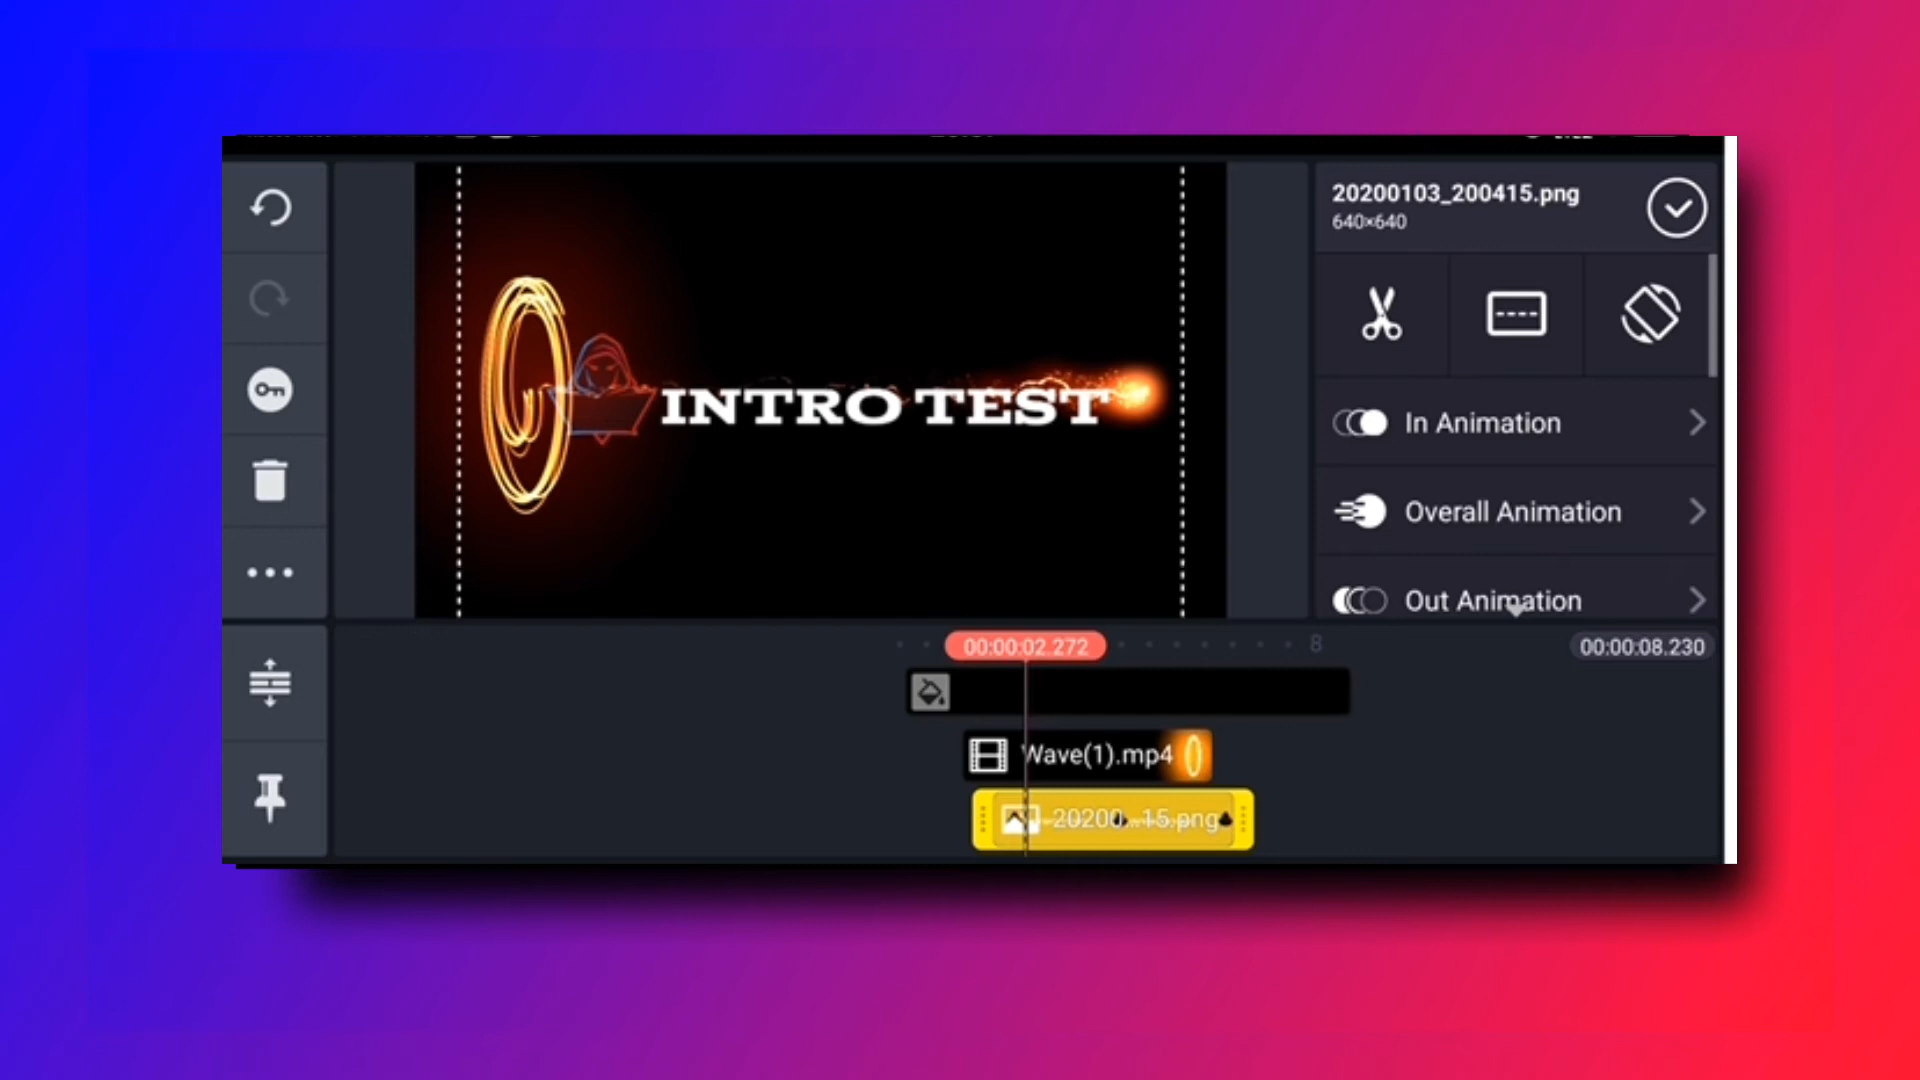 20200103_200415.png
640×640
INTRO TEST
In Animation
Overall Animation
Out Animation
00:00:02.272
8
00:00:08.230
Wave(1).mp4
20200...15.png